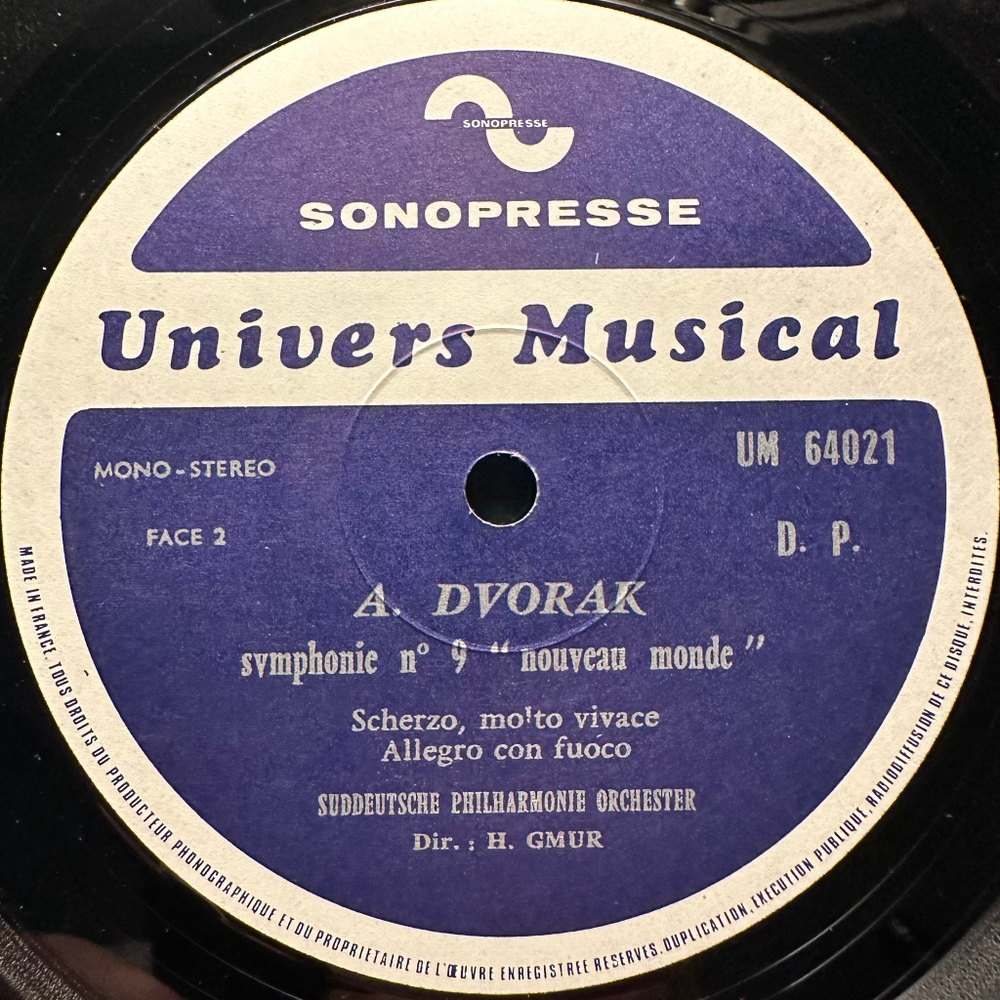 SONOPRESSE
SONOPRESSE
Univers Musical
MONO-STEREO
UM 64021
FACE 2
D. P.
A. DVORAK
symphonie n° 9 “nouveau monde”
Scherzo, molto vivace
Allegro con fuoco
SUDDEUTSCHE PHILHARMONIE ORCHESTER
Dir. : H. GMUR
MADE IN FRANCE. TOUS DROITS DU PRODUCTEUR PHONOGRAPHIQUE ET DU PROPRIETAIRE DE L'ŒUVRE ENREGISTREE RESERVES. DUPLICATION, EXECUTION PUBLIQUE, RADIODIFFUSION DE CE DISQUE, INTERDITES.